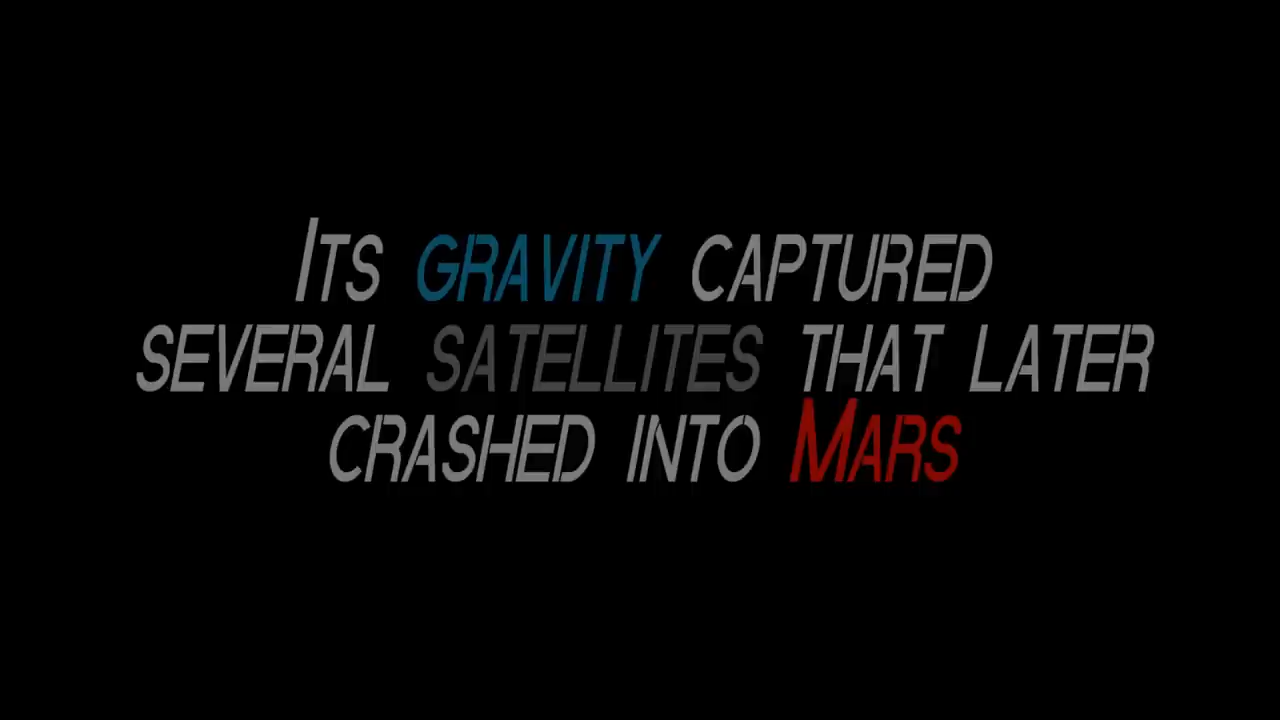 Its gravity captured
several satellites that later
crashed into Mars